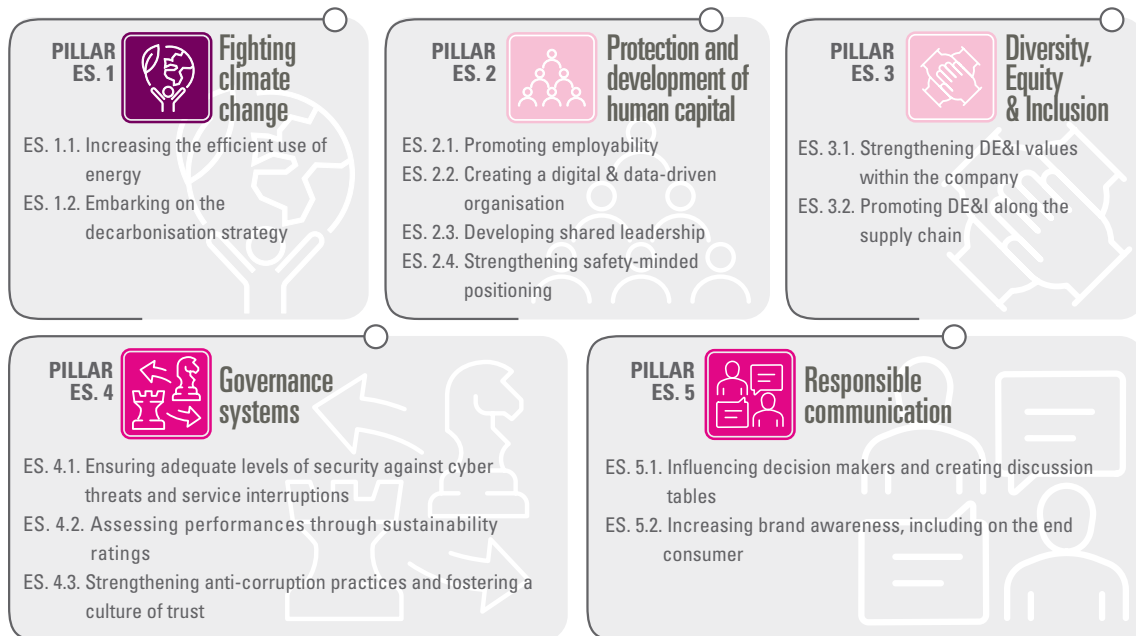 PILLAR
ES. 1
Fighting
climate
change
ES. 1.1. Increasing the efficient use of
energy
ES. 1.2. Embarking on the
decarbonisation strategy
PILLAR
ES. 2
Protection and
development of
human capital
ES. 2.1. Promoting employability
ES. 2.2. Creating a digital & data-driven
organisation
ES. 2.3. Developing shared leadership
ES. 2.4. Strengthening safety-minded
positioning
PILLAR
ES. 3
Diversity,
Equity
& Inclusion
ES. 3.1. Strengthening DE&I values
within the company
ES. 3.2. Promoting DE&I along the
supply chain
PILLAR
ES. 4
Governance
systems
ES. 4.1. Ensuring adequate levels of security against cyber
threats and service interruptions
ES. 4.2. Assessing performances through sustainability
ratings
ES. 4.3. Strengthening anti-corruption practices and fostering a
culture of trust
PILLAR
ES. 5
Responsible
communication
ES. 5.1. Influencing decision makers and creating discussion
tables
ES. 5.2. Increasing brand awareness, including on the end
consumer